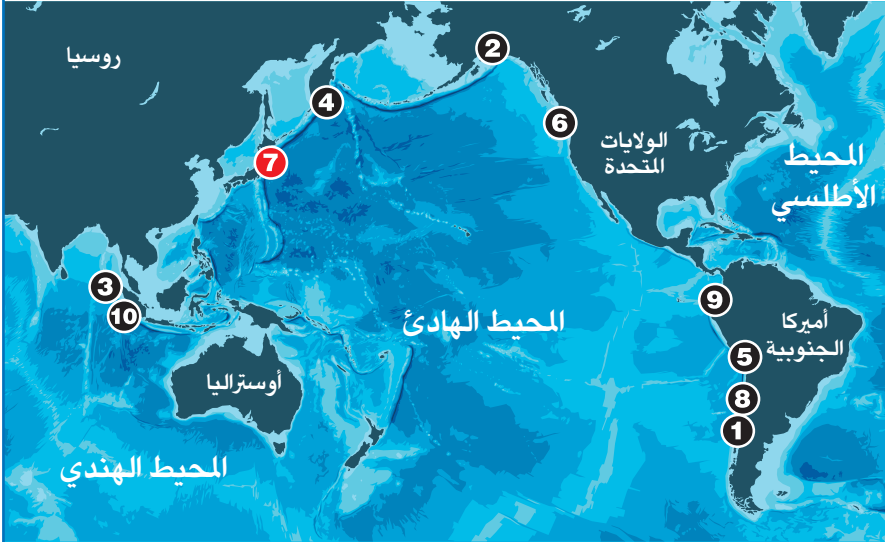 2
روسيا
4
6
الولايات
المتحدة
المحيط
الأطلسي
7
3
10
9
المحيط الهادئ
أميركا
الجنوبية
5
أوستراليا
8
1
المحيط الهندي